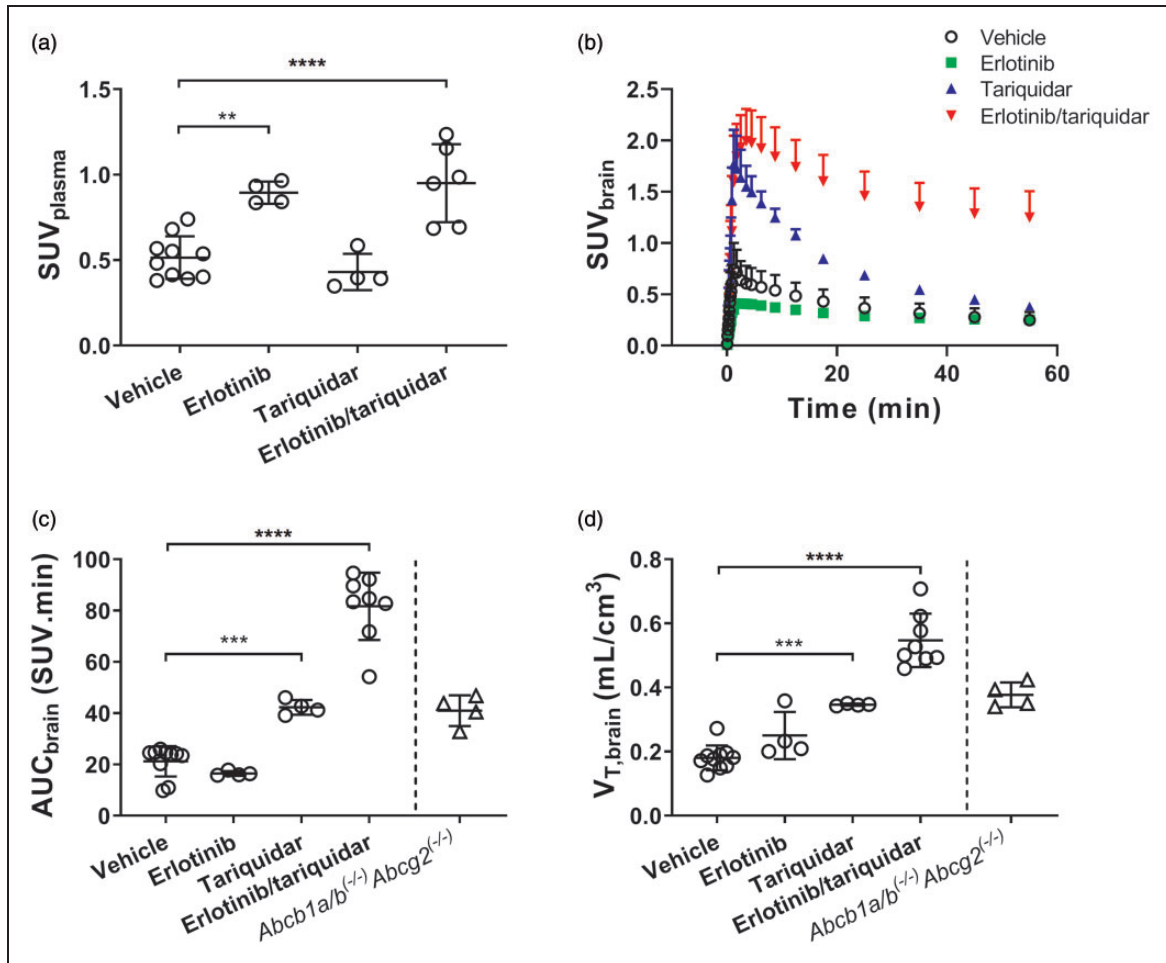 (a)
SUVplasma
1.5
1.0
0.5
0.0
**
****
Vehicle
Erlotinib
Tariquidar
Erlotinib/tariquidar
(b)
Vehicle
Erlotinib
Tariquidar
Erlotinib/tariquidar
SUVbrain
2.5
2.0
1.5
1.0
0.5
0.0
0 20 40 60
Time (min)
(c)
AUCbrain (SUV.min)
100
80
60
40
20
0
****
***
Vehicle
Erlotinib
Tariquidar
Erlotinib/tariquidar
Abcb1a/b(-/-) Abcg2(-/-)
(d)
VT,brain (mL/cm3)
0.8
0.6
0.4
0.2
0.0
****
***
Vehicle
Erlotinib
Tariquidar
Erlotinib/tariquidar
Abcb1a/b(-/-) Abcg2(-/-)